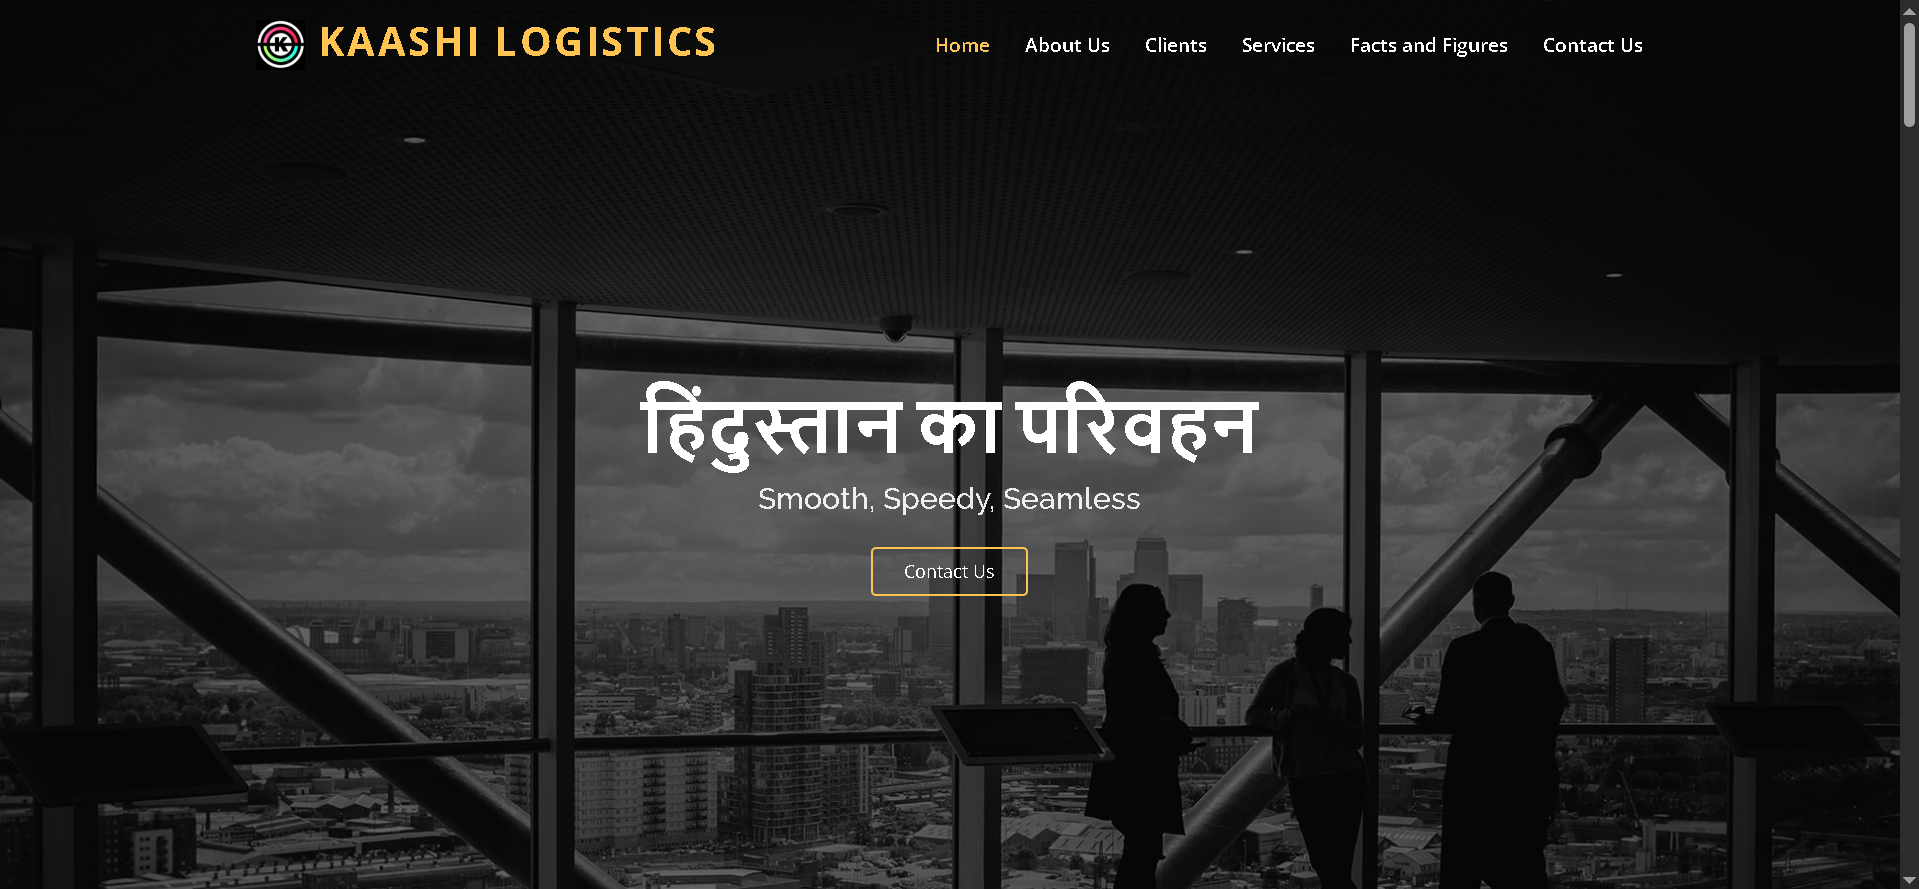 KAASHI LOGISTICS
Home About Us Clients Services Facts and Figures Contact Us
हिंदुस्तान का परिवहन
Smooth, Speedy, Seamless
Contact Us